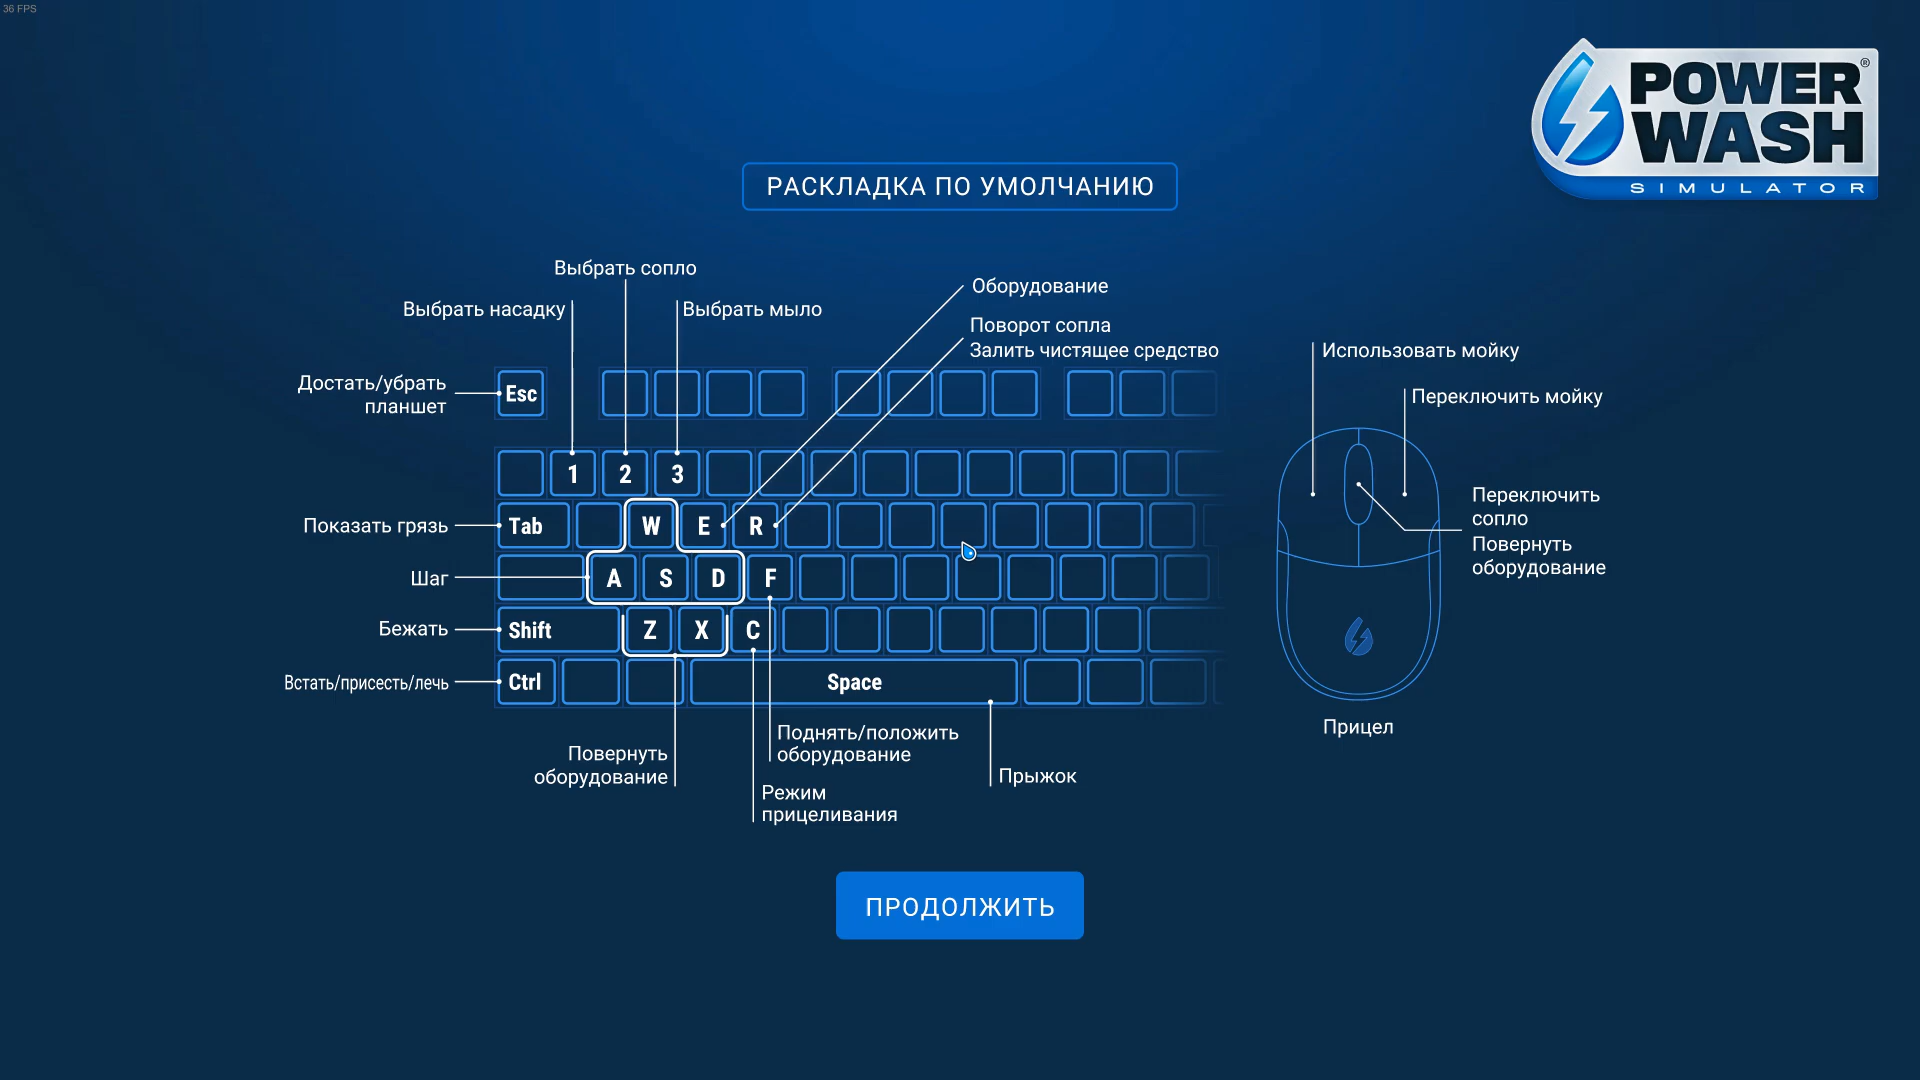 36 FPS
POWER®
WASH
SIMULATOR
РАСКЛАДКА ПО УМОЛЧАНИЮ
Выбрать сопло
Выбрать насадку
Выбрать мыло
Оборудование
Поворот сопла
Залить чистящее средство
Использовать мойку
Переключить мойку
Достать/убрать
планшет
Esc
1 2 3
Показать грязь
Tab W E R
Переключить
сопло
Повернуть
оборудование
Шаг
A S D F
Бежать
Shift Z X C
Встать/присесть/лечь
Ctrl Space
Прицел
Повернуть
оборудование
Поднять/положить
оборудование
Режим
прицеливания
Прыжок
ПРОДОЛЖИТЬ